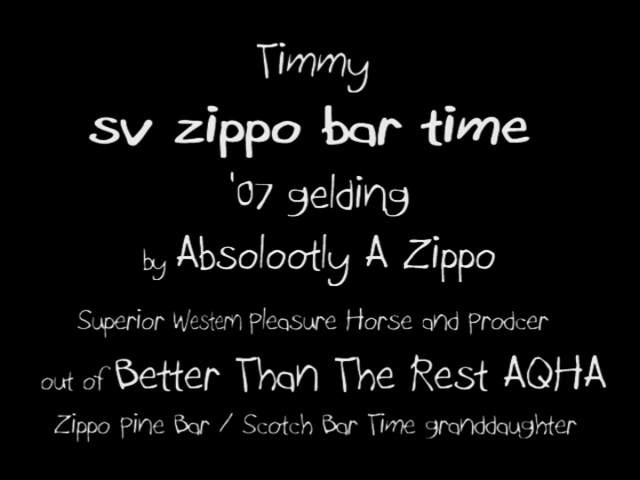 Timmy
sv zippo bar time
'07 gelding
by Absolootly A Zippo
Superior Western Pleasure Horse and Prodcer
out of Better Than The Rest AQHA
Zippo Pine Bar / Scotch Bar Time granddaughter